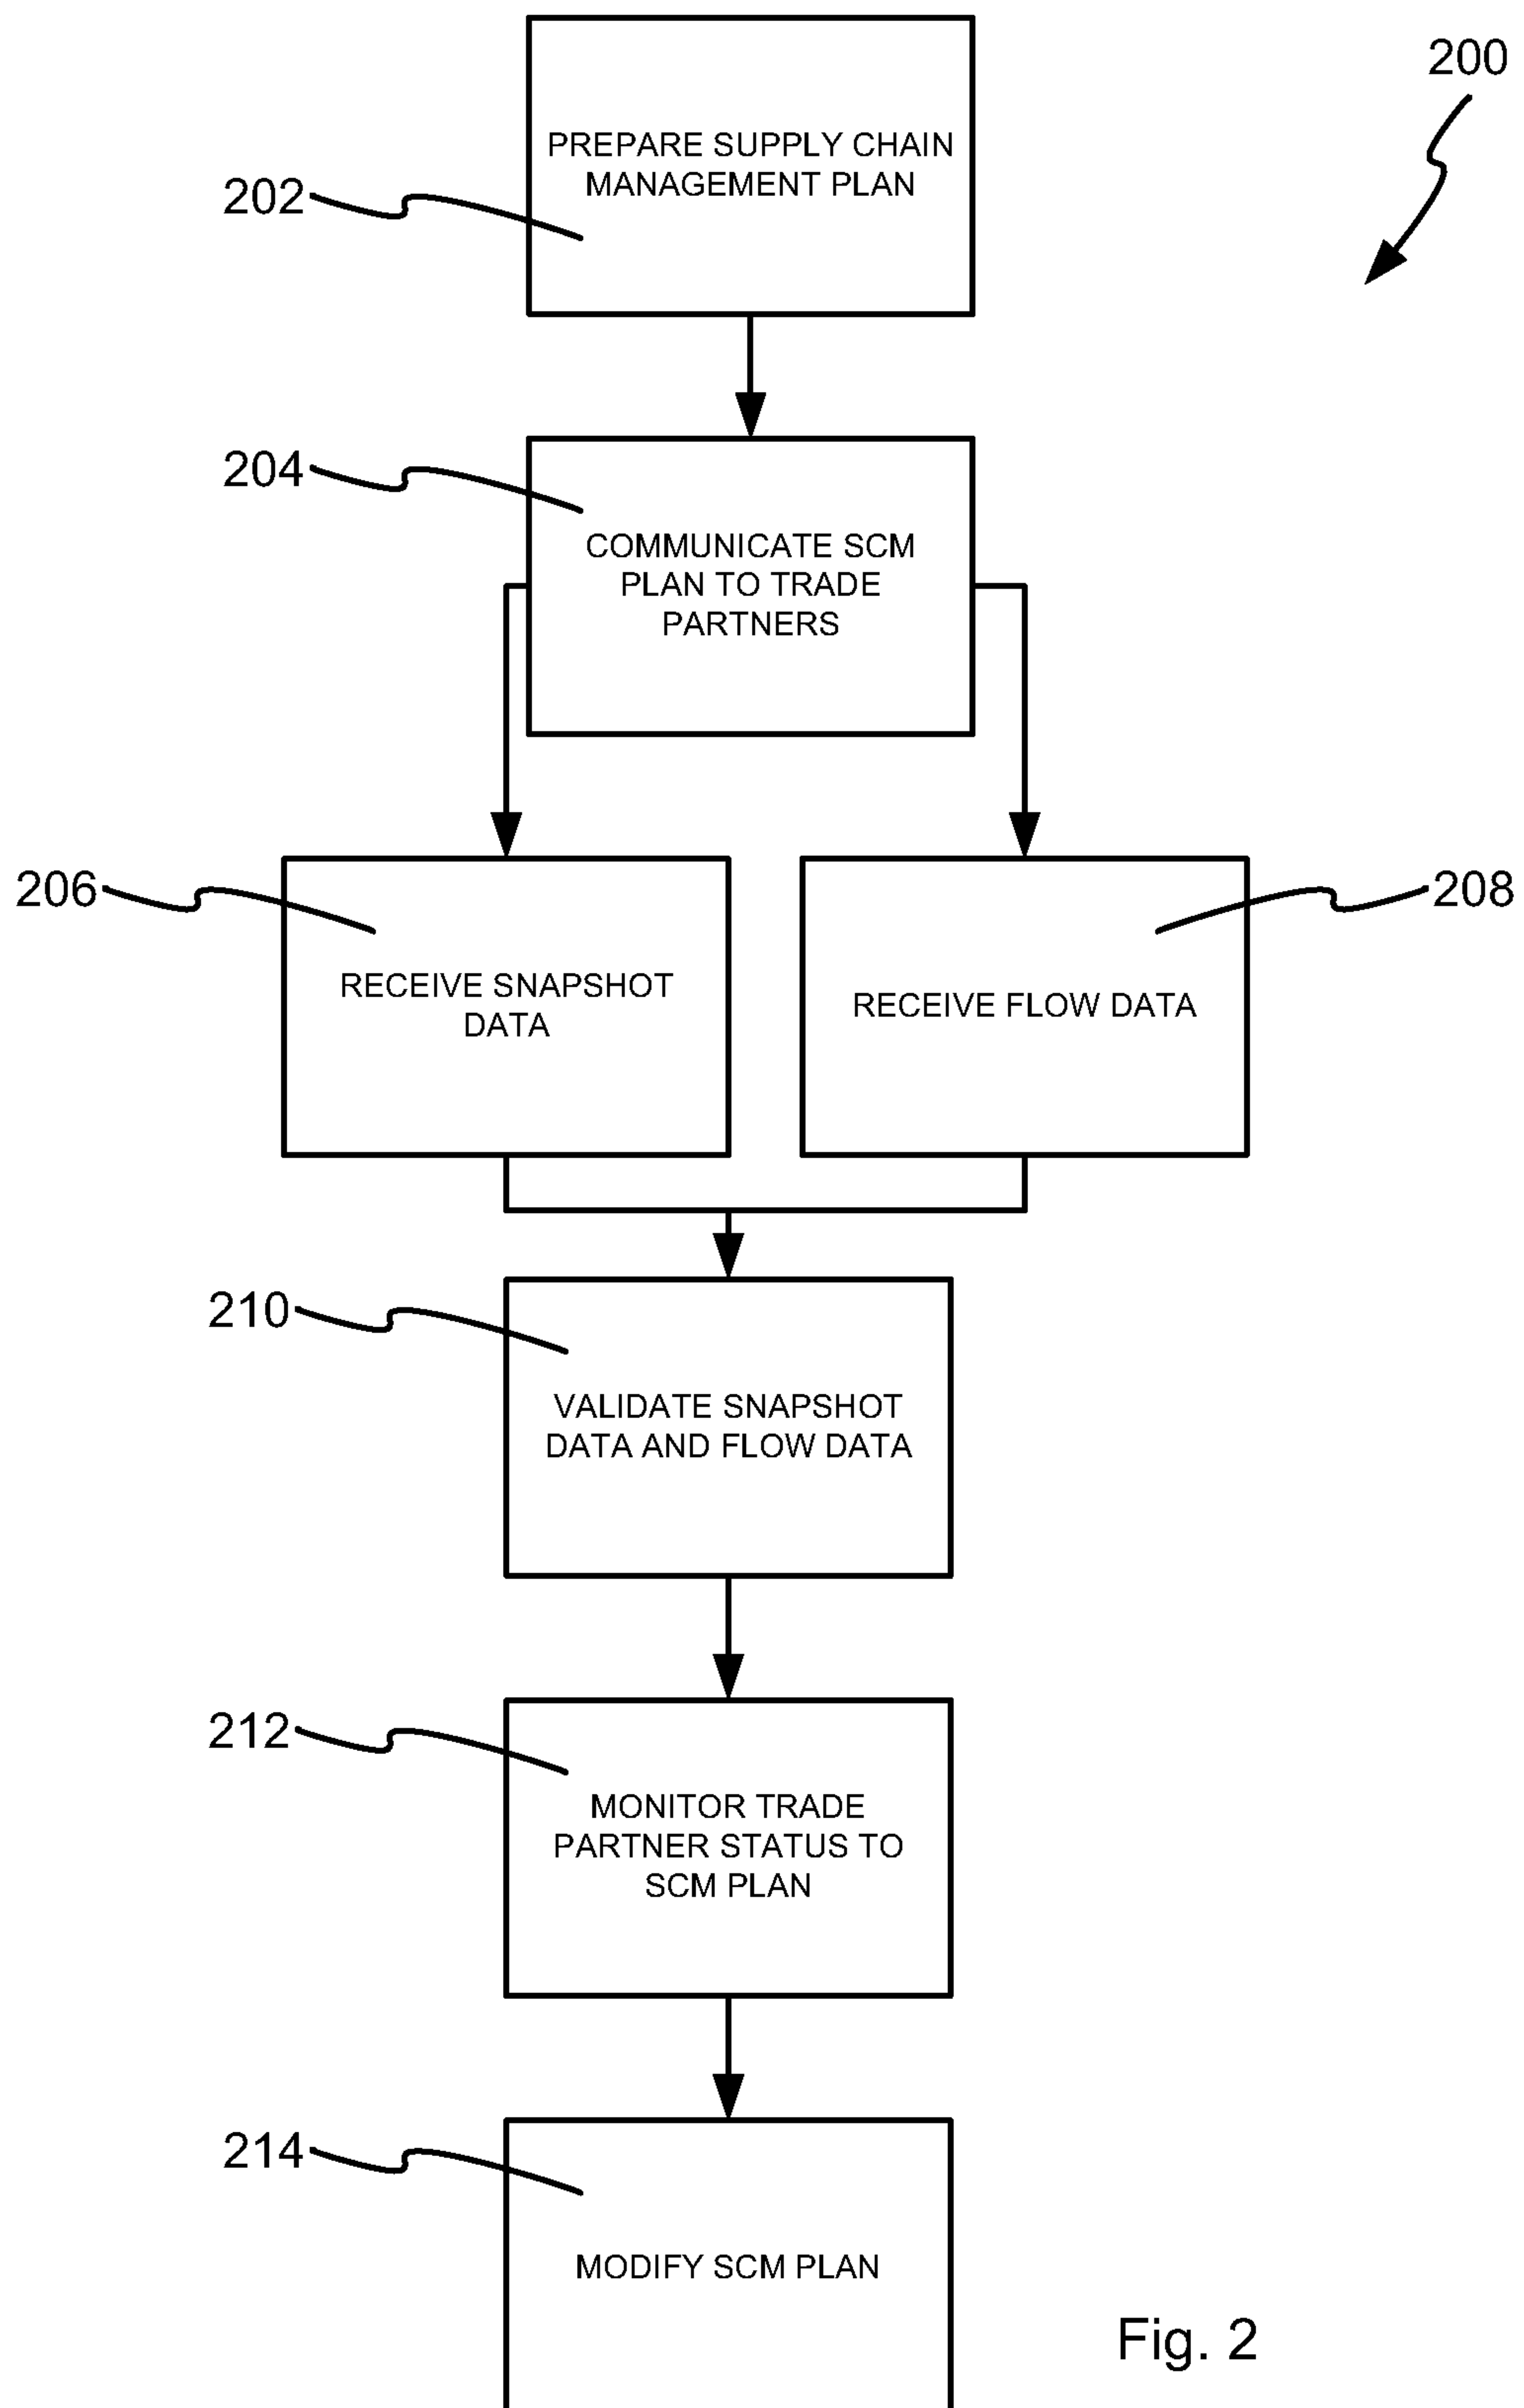 200
PREPARE SUPPLY CHAIN
MANAGEMENT PLAN
202
204
COMMUNICATE SCM
PLAN TO TRADE
PARTNERS
206
208
RECEIVE SNAPSHOT
DATA
RECEIVE FLOW DATA
210
VALIDATE SNAPSHOT
DATA AND FLOW DATA
212
MONITOR TRADE
PARTNER STATUS TO
SCM PLAN
214
MODIFY SCM PLAN
Fig. 2